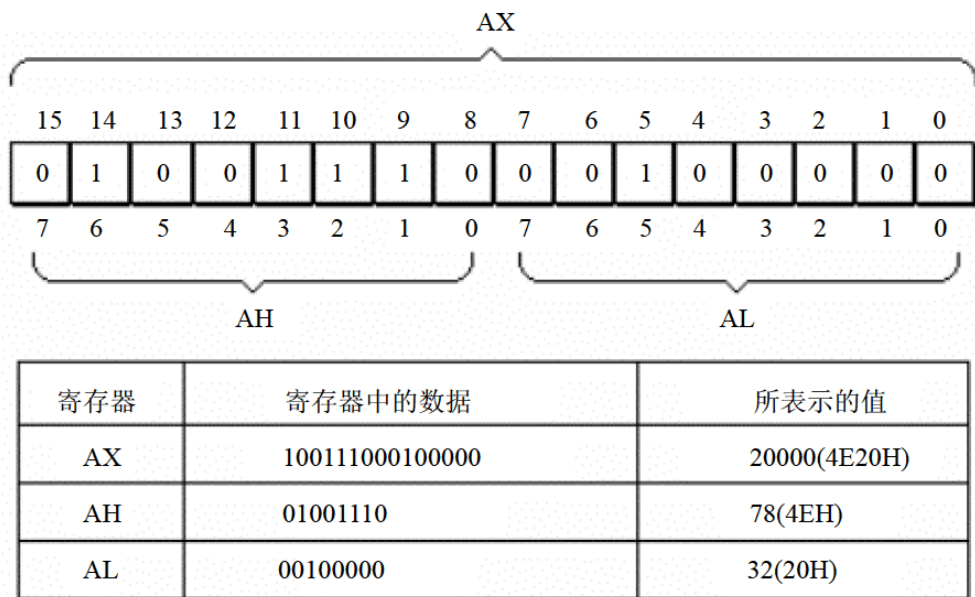 AX
15 14 13 12 11 10 9 8 7 6 5 4 3 2 1 0
0 1 0 0 1 1 1 0 0 0 1 0 0 0 0 0
7 6 5 4 3 2 1 0 7 6 5 4 3 2 1 0
AH AL
寄存器 寄存器中的数据 所表示的值
AX 100111000100000 20000(4E20H)
AH 01001110 78(4EH)
AL 00100000 32(20H)